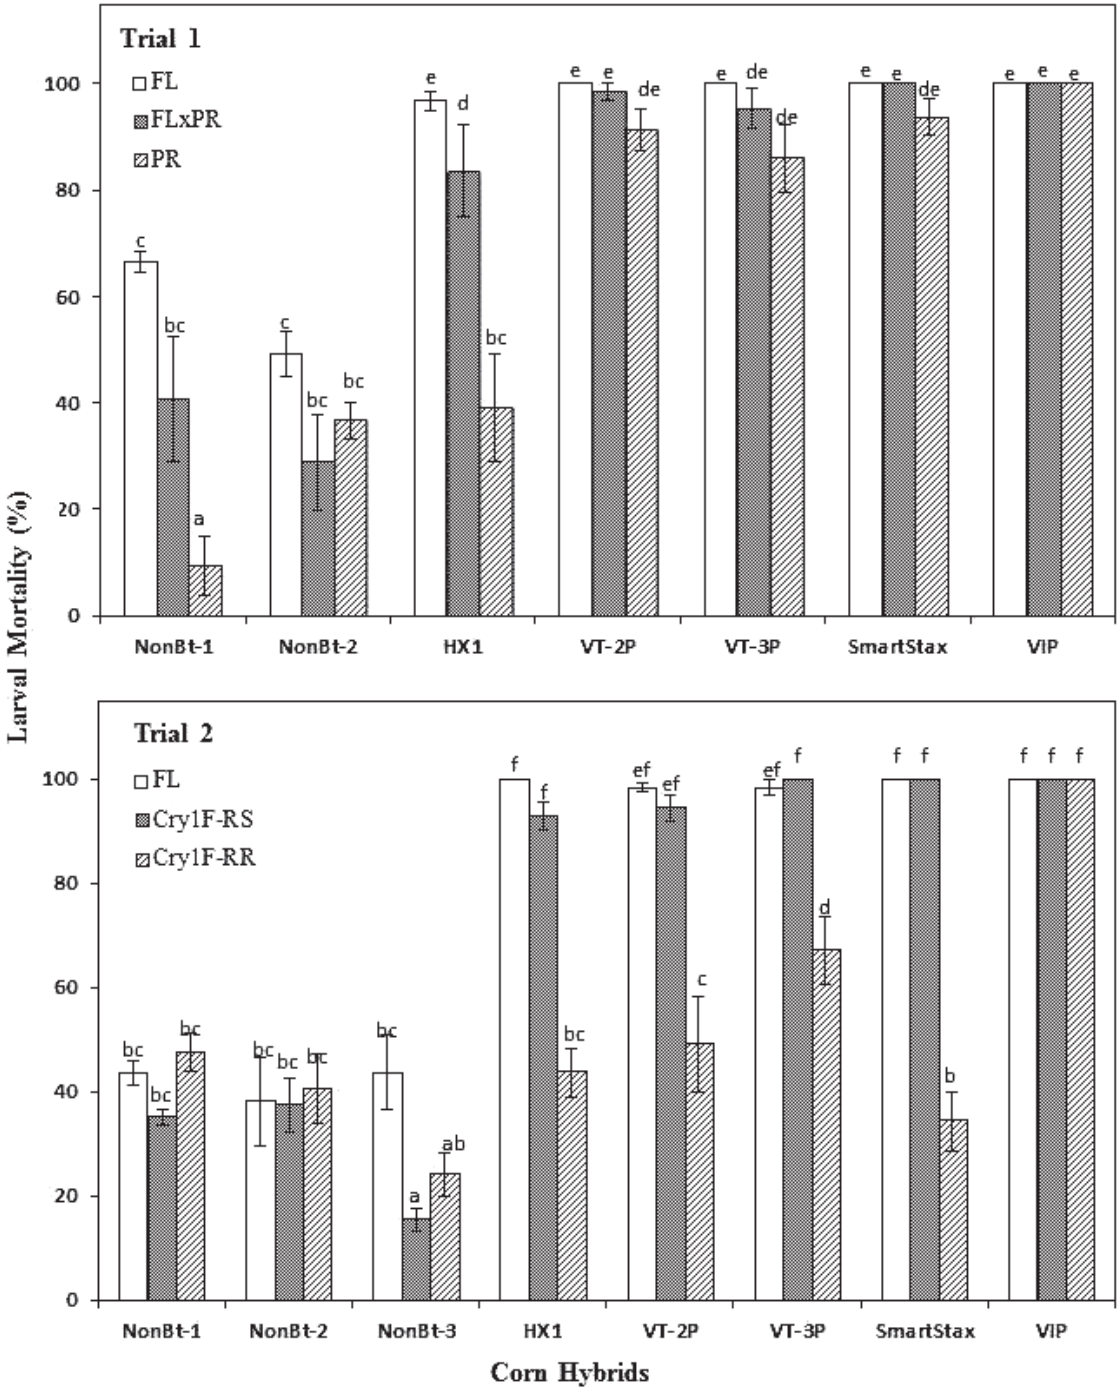 Trial 1
FL
FLxPR
PR
100
80
60
40
20
0
c
bc
a
c
bc
bc
e
d
bc
e
e
de
e
de
de
e
e
de
e
e
e
NonBt-1
NonBt-2
HX1
VT-2P
VT-3P
SmartStax
VIP
Larval Mortality (%)
Trial 2
FL
Cry1F-RS
Cry1F-RR
100
80
60
40
20
0
bc
bc
bc
bc
bc
bc
bc
a
ab
f
f
bc
ef
ef
c
ef
f
d
f
f
b
f
f
f
NonBt-1
NonBt-2
NonBt-3
HX1
VT-2P
VT-3P
SmartStax
VIP
Corn Hybrids